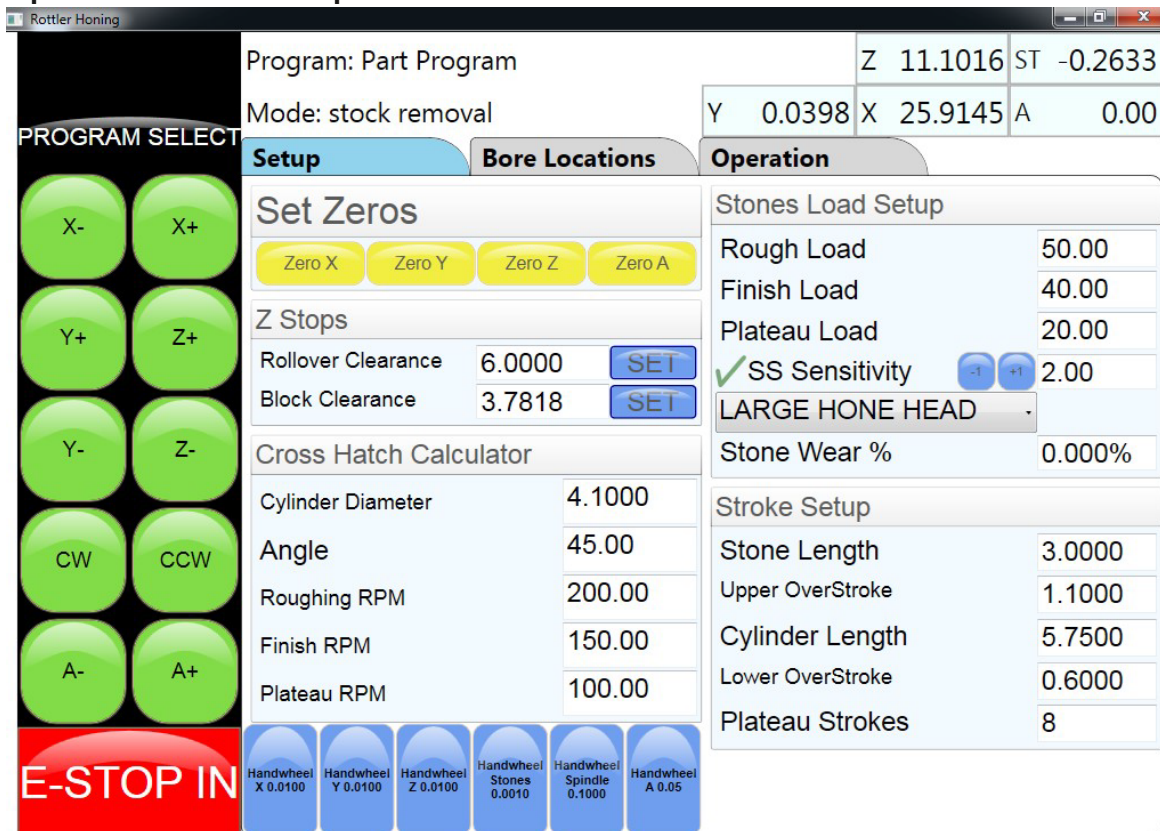 Rottler Honing
Program: Part Program
Z 11.1016 ST -0.2633
Mode: stock removal
Y 0.0398 X 25.9145 A 0.00
PROGRAM SELECT
Setup
Bore Locations
Operation
X-
X+
Y+
Z+
Y-
Z-
CW
CCW
A-
A+
E-STOP IN
Set Zeros
Zero X
Zero Y
Zero Z
Zero A
Z Stops
Rollover Clearance 6.0000 SET
Block Clearance 3.7818 SET
Cross Hatch Calculator
Cylinder Diameter 4.1000
Angle 45.00
Roughing RPM 200.00
Finish RPM 150.00
Plateau RPM 100.00
Handwheel
X 0.0100
Handwheel
Y 0.0100
Handwheel
Z 0.0100
Handwheel
Stones
0.0010
Handwheel
Spindle
0.1000
Handwheel
A 0.05
Stones Load Setup
Rough Load 50.00
Finish Load 40.00
Plateau Load 20.00
SS Sensitivity -1 +1 2.00
LARGE HONE HEAD
Stone Wear % 0.000%
Stroke Setup
Stone Length 3.0000
Upper OverStroke 1.1000
Cylinder Length 5.7500
Lower OverStroke 0.6000
Plateau Strokes 8